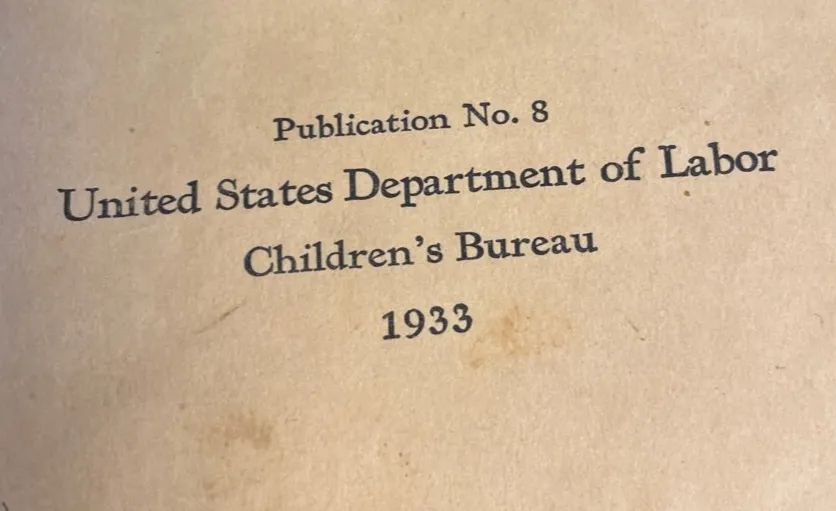 Publication No. 8
United States Department of Labor
Children's Bureau
1933